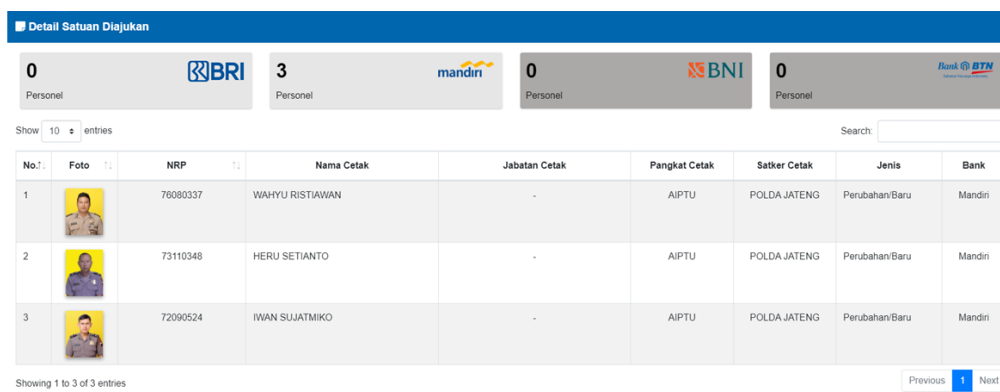 Detail Satuan Diajukan
0 BRI 3 mandiri 0 BNI 0 Bank BTN
Personel Personel Personel Personel
Show 10 entries Search:
No. Foto NRP Nama Cetak Jabatan Cetak Pangkat Cetak Satker Cetak Jenis Bank
1 76080337 WAHYU RISTIAWAN - AIPTU POLDA JATENG Perubahan/Baru Mandiri
2 73110348 HERU SETIANTO - AIPTU POLDA JATENG Perubahan/Baru Mandiri
3 72090524 IWAN SUJATMIKO - AIPTU POLDA JATENG Perubahan/Baru Mandiri
Showing 1 to 3 of 3 entries Previous 1 Next